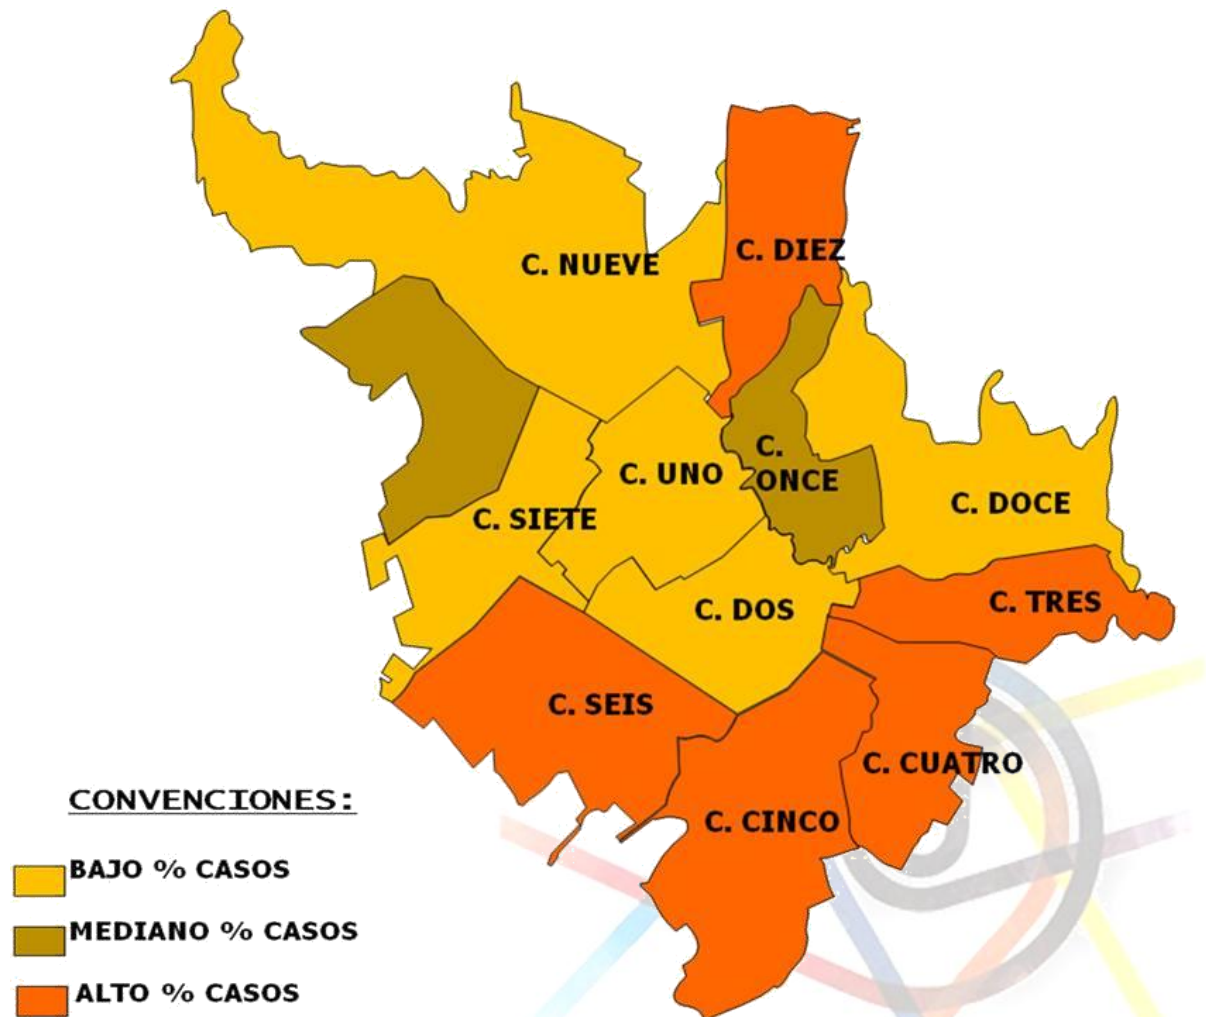 C. NUEVE
C. DIEZ
C. UNO
C.
ONCE
C. SIETE
C. DOCE
C. DOS
C. TRES
C. SEIS
C. CUATRO
C. CINCO
CONVENCIONES:
BAJO % CASOS
MEDIANO % CASOS
ALTO % CASOS